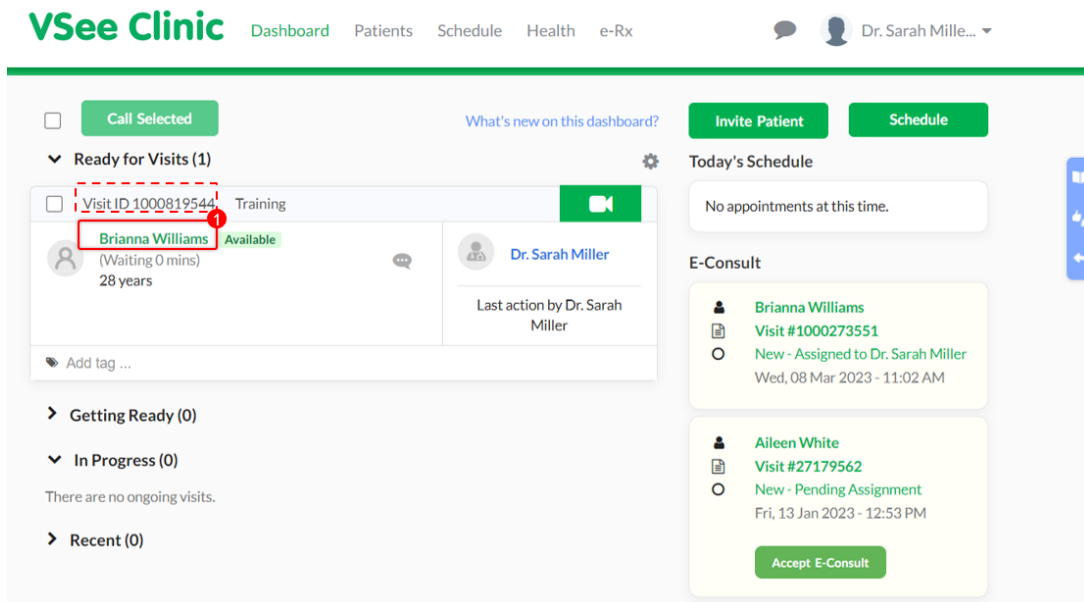 VSee Clinic Dashboard Patients Schedule Health e-Rx Dr. Sarah Mille...
Call Selected
What's new on this dashboard?
Ready for Visits (1)
Visit ID 1000819544 Training
1
Brianna Williams Available
(Waiting 0 mins)
28 years
Dr. Sarah Miller
Last action by Dr. Sarah
Miller
Add tag ...
Getting Ready (0)
In Progress (0)
There are no ongoing visits.
Recent (0)
Invite Patient Schedule
Today's Schedule
No appointments at this time.
E-Consult
Brianna Williams
Visit #1000273551
New - Assigned to Dr. Sarah Miller
Wed, 08 Mar 2023 - 11:02 AM
Aileen White
Visit #27179562
New - Pending Assignment
Fri, 13 Jan 2023 - 12:53 PM
Accept E-Consult